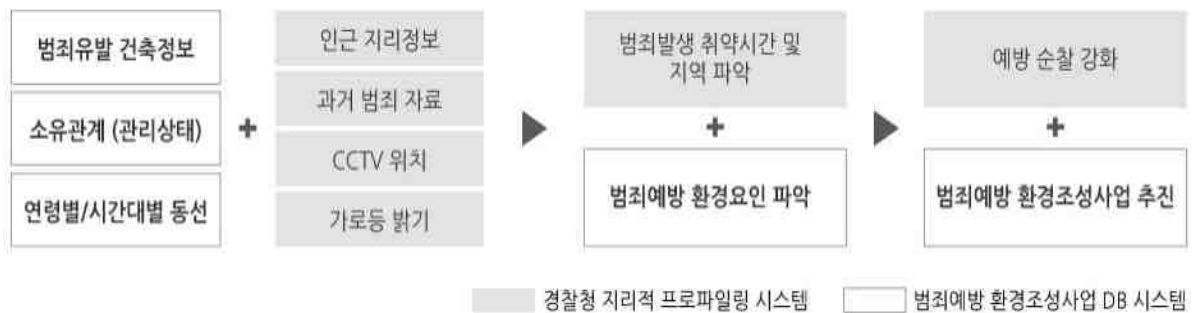 범죄유발 건축정보
소유관계 (관리상태)
연령별/시간대별 동선
+
인근 지리정보
과거 범죄 자료
CCTV 위치
가로등 밝기
범죄발생 취약시간 및
지역 파악
+
범죄예방 환경요인 파악
예방 순찰 강화
+
범죄예방 환경조성사업 추진
경찰청 지리적 프로파일링 시스템
범죄예방 환경조성사업 DB 시스템